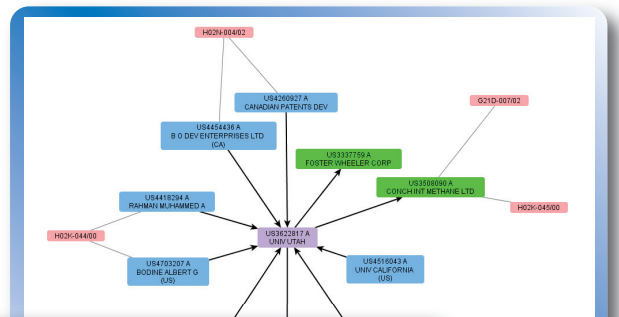 H02N-004/02
US4260927 A
CANADIAN PATENTS DEV
G21D-007/02
US4454436 A
B O DEV ENTERPRISES LTD
(CA)
US3337759 A
FOSTER WHEELER CORP
US3508090 A
CONCH INT METHANE LTD
US4418294 A
RAHMAN MUHAMMED A
H02K-045/00
H02K-044/00
US3622817 A
UNIV UTAH
US4703207 A
BODINE ALBERT G
(US)
US4516043 A
UNIV CALIFORNIA
(US)